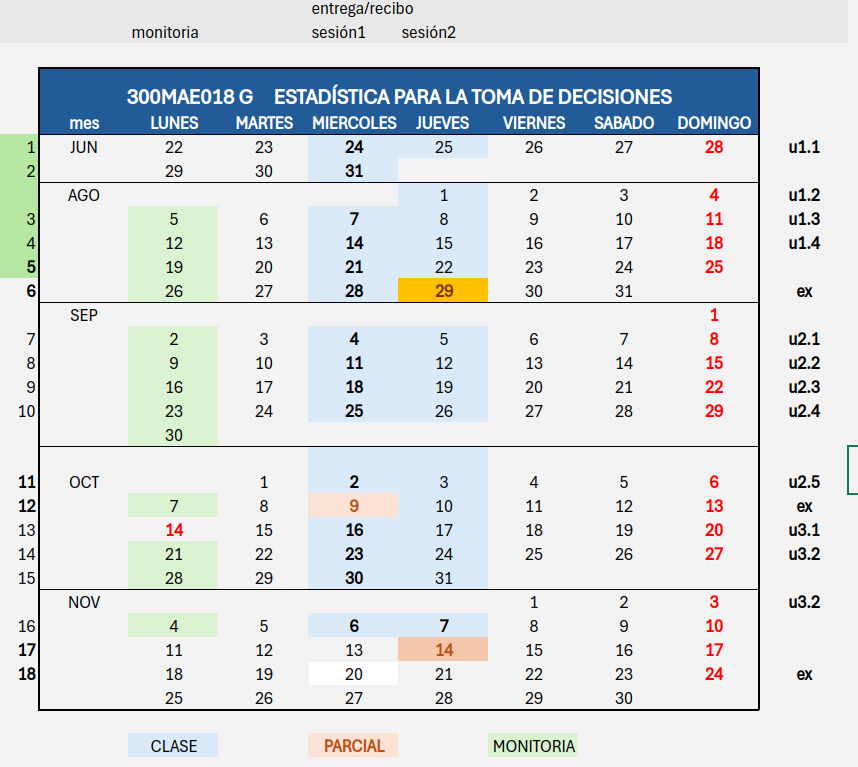 entrega/recibo
monitoria sesión1 sesión2
300MAE018 G ESTADÍSTICA PARA LA TOMA DE DECISIONES
mes LUNES MARTES MIERCOLES JUEVES VIERNES SABADO DOMINGO
1 JUN 22 23 24 25 26 27 28 u1.1
2 29 30 31
AGO 1 2 3 4 u1.2
3 5 6 7 8 9 10 11 u1.3
4 12 13 14 15 16 17 18 u1.4
5 19 20 21 22 23 24 25
6 26 27 28 29 30 31 ex
SEP 1
7 2 3 4 5 6 7 8 u2.1
8 9 10 11 12 13 14 15 u2.2
9 16 17 18 19 20 21 22 u2.3
10 23 24 25 26 27 28 29 u2.4
30
11 OCT 1 2 3 4 5 6 u2.5
12 7 8 9 10 11 12 13 ex
13 14 15 16 17 18 19 20 u3.1
14 21 22 23 24 25 26 27 u3.2
15 28 29 30 31
NOV 1 2 3 u3.2
16 4 5 6 7 8 9 10
17 11 12 13 14 15 16 17
18 18 19 20 21 22 23 24 ex
25 26 27 28 29 30
CLASE PARCIAL MONITORIA